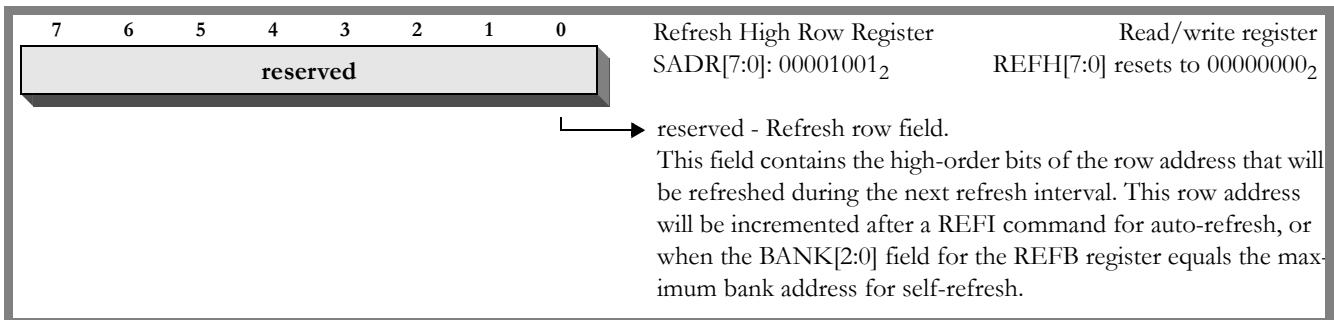 7 6 5 4 3 2 1 0
reserved
Refresh High Row Register Read/write register
SADR[7:0]: 00001001₂ REFH[7:0] resets to 00000000₂
reserved - Refresh row field.
This field contains the high-order bits of the row address that will
be refreshed during the next refresh interval. This row address
will be incremented after a REFI command for auto-refresh, or
when the BANK[2:0] field for the REFB register equals the max-
imum bank address for self-refresh.